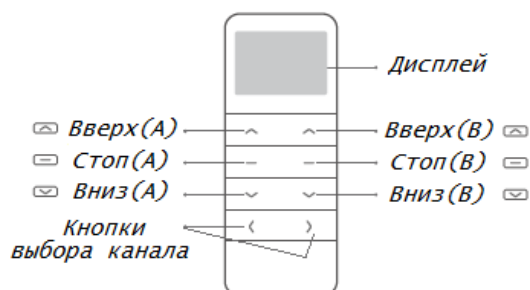 Дисплей
Вверх(А)
Вверх(В)
Стоп(А)
Стоп(В)
Вниз(А)
Вниз(В)
Кнопки
выбора канала